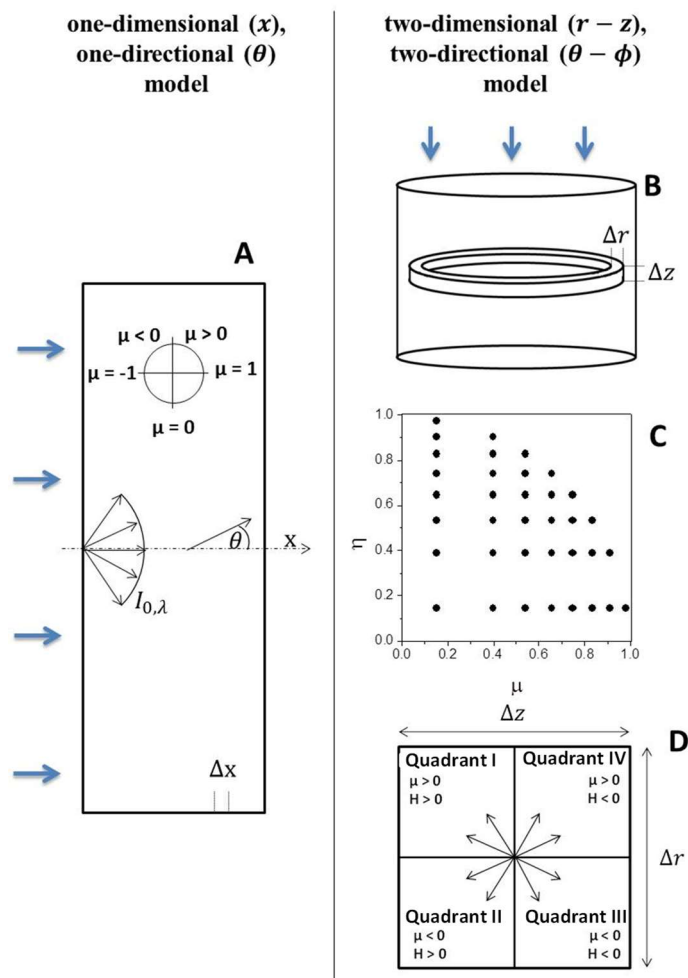 one-dimensional (x),
one-directional (θ)
model
two-dimensional (r − z),
two-directional (θ − ϕ)
model
A
μ < 0
μ > 0
μ = -1
μ = 1
μ = 0
x
θ
I0,λ
Δx
B
Δr
Δz
C
1.0
0.8
0.6
0.4
0.2
0.0
η
0.0 0.2 0.4 0.6 0.8 1.0
μ
Δz
D
Quadrant I
μ > 0
H > 0
Quadrant IV
μ > 0
H < 0
Δr
Quadrant II
μ < 0
H > 0
Quadrant III
μ < 0
H < 0